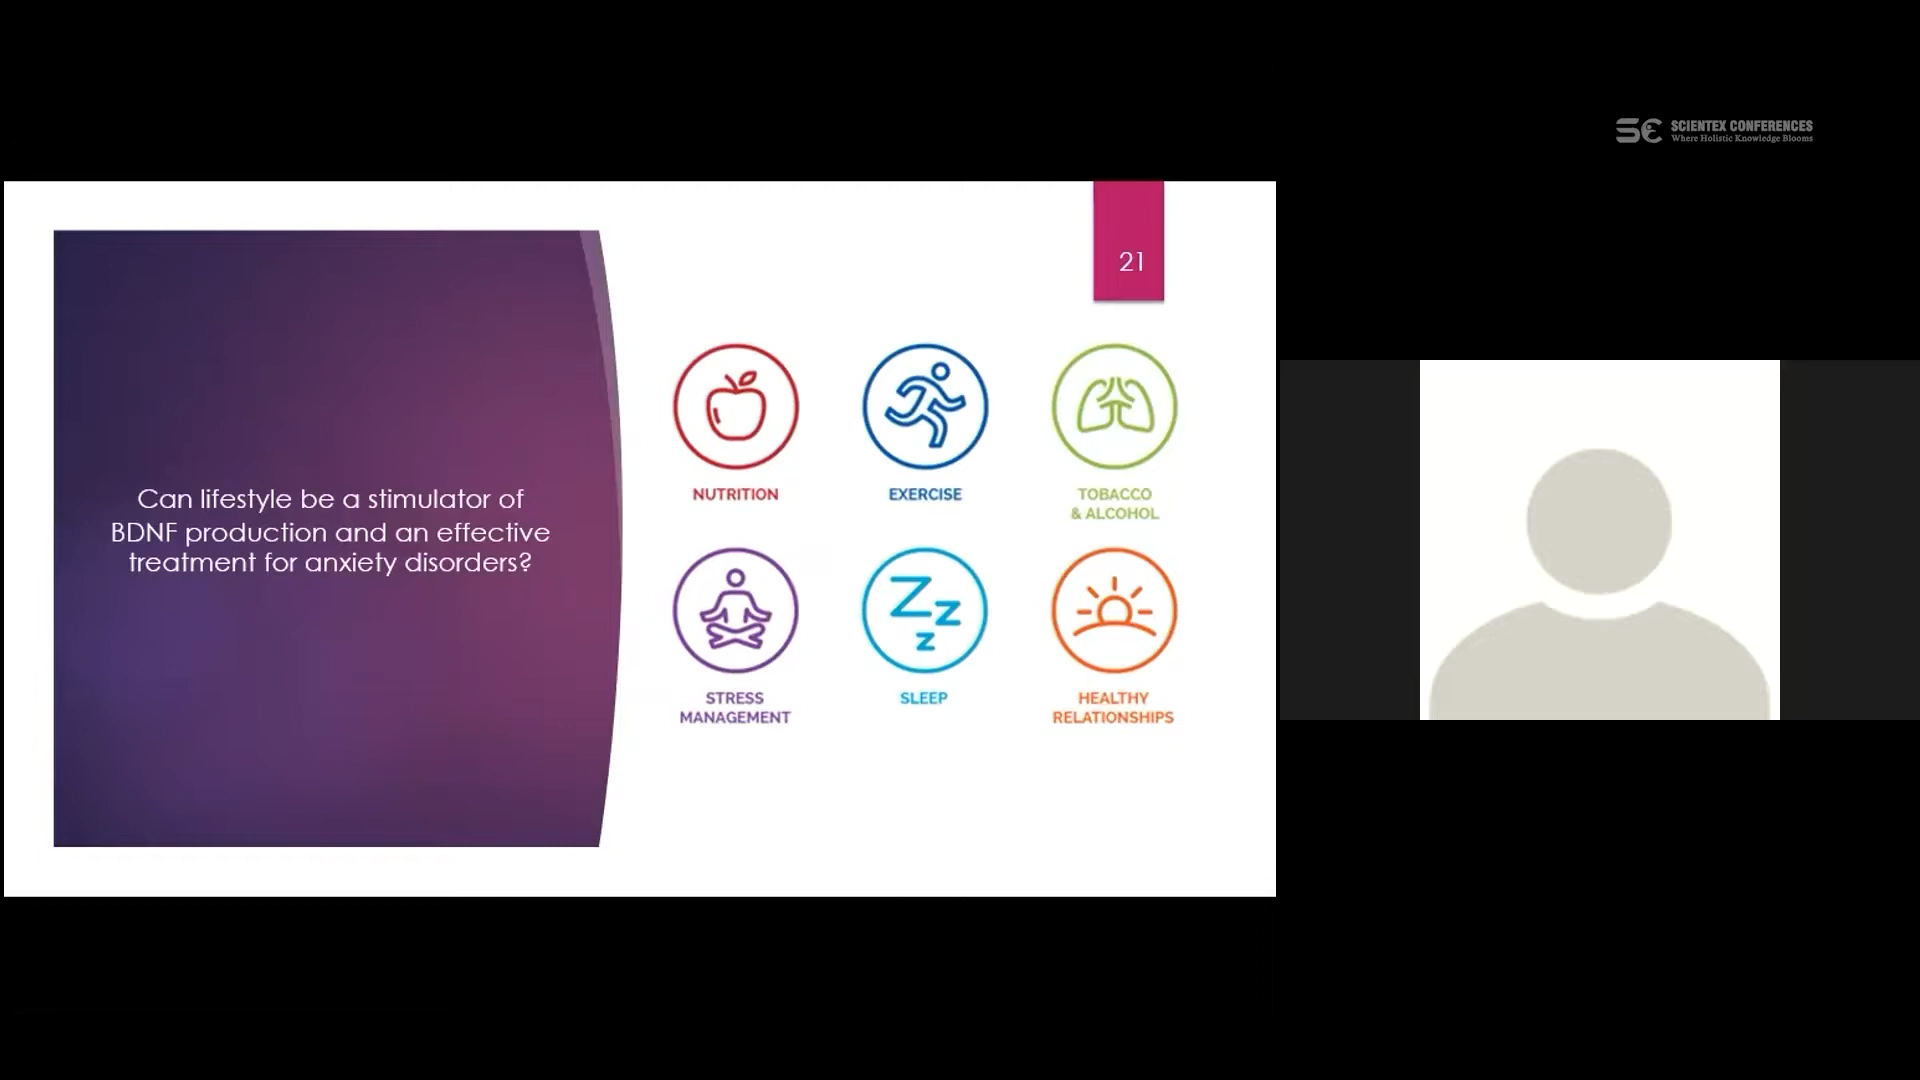 SCIENTEX CONFERENCES
Where Holistic Knowledge Blooms
21
Can lifestyle be a stimulator of
BDNF production and an effective
treatment for anxiety disorders?
NUTRITION
EXERCISE
TOBACCO
& ALCOHOL
STRESS
MANAGEMENT
Zzz
SLEEP
HEALTHY
RELATIONSHIPS